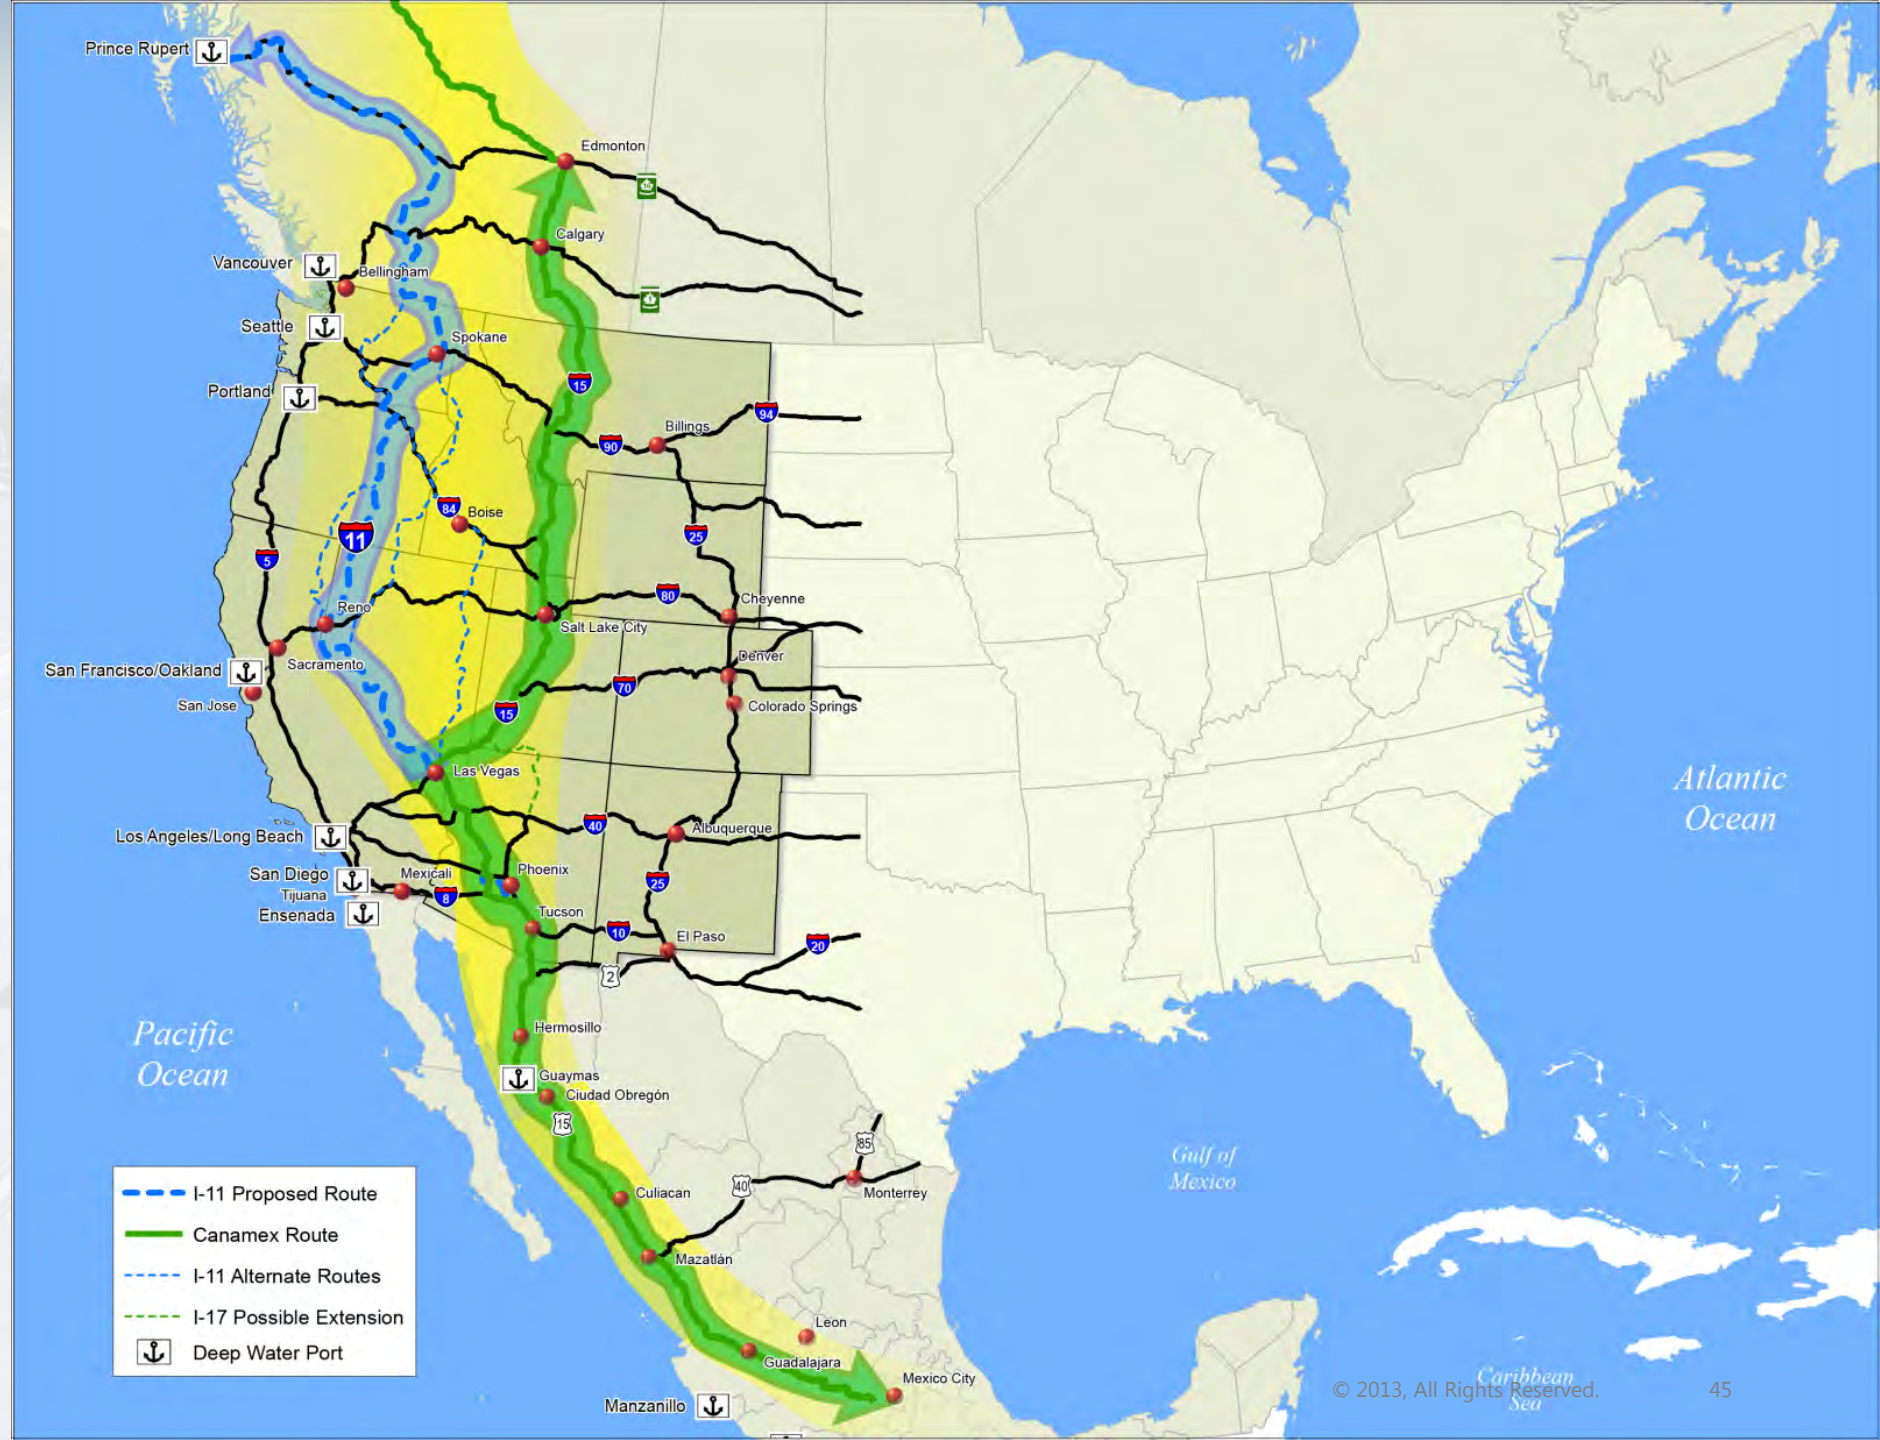 Prince Rupert
Edmonton
16
Calgary
Vancouver
Bellingham
1
Seattle
Spokane
15
Portland
94
Billings
90
84
Boise
25
11
5
80
Cheyenne
Reno
Salt Lake City
Denver
Sacramento
San Francisco/Oakland
70
San Jose
15
Colorado Springs
Las Vegas
Atlantic
Ocean
40
Albuquerque
Los Angeles/Long Beach
Phoenix
San Diego
Mexicali
25
Tijuana
8
Ensenada
Tucson
10
El Paso
20
2
Pacific
Ocean
Hermosillo
Guaymas
Ciudad Obregón
15
85
Gulf of
Mexico
40
Culiacan
Monterrey
Mazatlán
I-11 Proposed Route
Canamex Route
I-11 Alternate Routes
I-17 Possible Extension
Deep Water Port
Leon
Guadalajara
Mexico City
Caribbean
Sea
© 2013, All Rights Reserved.
45
Manzanillo